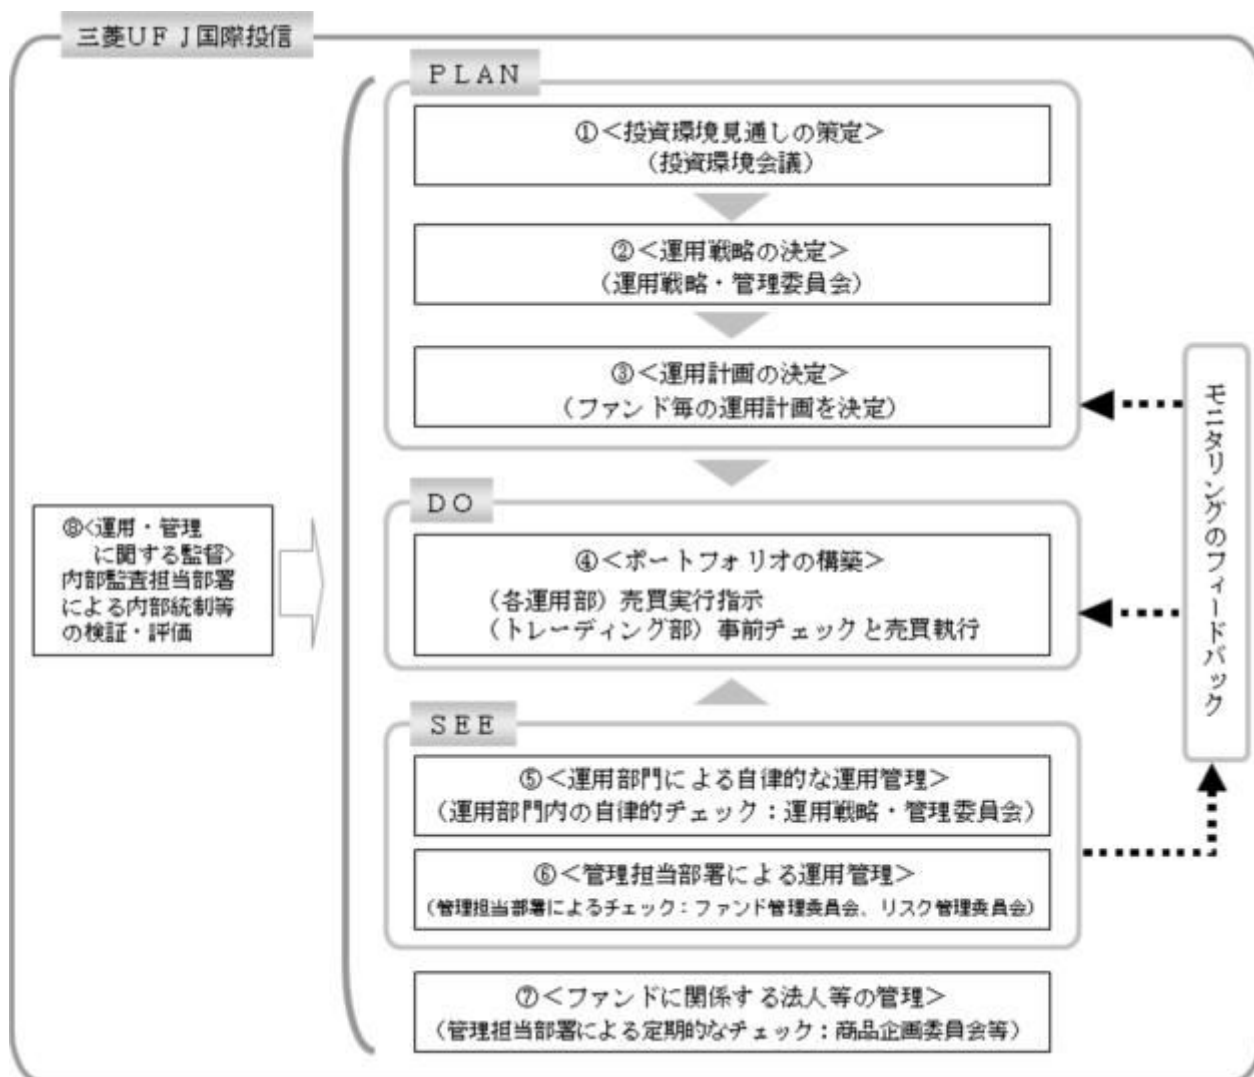 三菱UFJ国際投信
PLAN
①<投資環境見通しの策定>
(投資環境会議)
②<運用戦略の決定>
(運用戦略・管理委員会)
③<運用計画の決定>
(ファンド毎の運用計画を決定)
DO
④<ポートフォリオの構築>
(各運用部)売買実行指示
(トレーディング部)事前チェックと売買執行
SEE
⑤<運用部門による自律的な運用管理>
(運用部門内の自律的チェック:運用戦略・管理委員会)
⑥<管理担当部署による運用管理>
(管理担当部署によるチェック:ファンド管理委員会、リスク管理委員会)
⑦<ファンドに関係する法人等の管理>
(管理担当部署による定期的なチェック:商品企画委員会等)
⑧<運用・管理
に関する監督>
内部監査担当部署
による内部統制等
の検証・評価
モニタリングのフィードバック